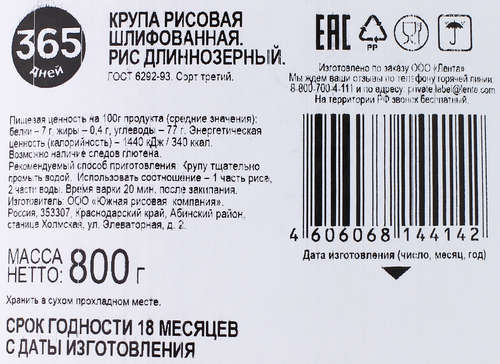 365
дней
КРУПА РИСОВАЯ
ШЛИФОВАННАЯ.
РИС ДЛИННОЗЕРНЫЙ.
ГОСТ 6292-93. Сорт третий.
Пищевая ценность на 100г продукта (средние значения):
белки – 7 г, жиры – 0,4 г, углеводы – 77 г. Энергетическая
ценность (калорийность) – 1440 кДж / 340 ккал.
Возможно наличие следов глютена.
Рекомендуемый способ приготовления: Крупу тщательно
промыть водой. Использовать соотношение – 1 часть риса,
2 части воды. Время варки 20 мин. после закипания.
Изготовитель: ООО «Южная рисовая компания».
Россия, 353307, Краснодарский край, Абинский район,
станица Холмская, ул. Элеваторная, д. 2.
МАССА
НЕТТО: 800 г
Хранить в сухом прохладном месте.
СРОК ГОДНОСТИ 18 МЕСЯЦЕВ
С ДАТЫ ИЗГОТОВЛЕНИЯ
EAC
PP
Изготовлено по заказу ООО «Лента».
Мы ждем ваши отзывы по телефону горячей линии
8-800-700-4-111 и по адресу: private.label@lenta.com.
На территории РФ звонок бесплатный.
4 606068 144142
Дата изготовления (число, месяц, год)